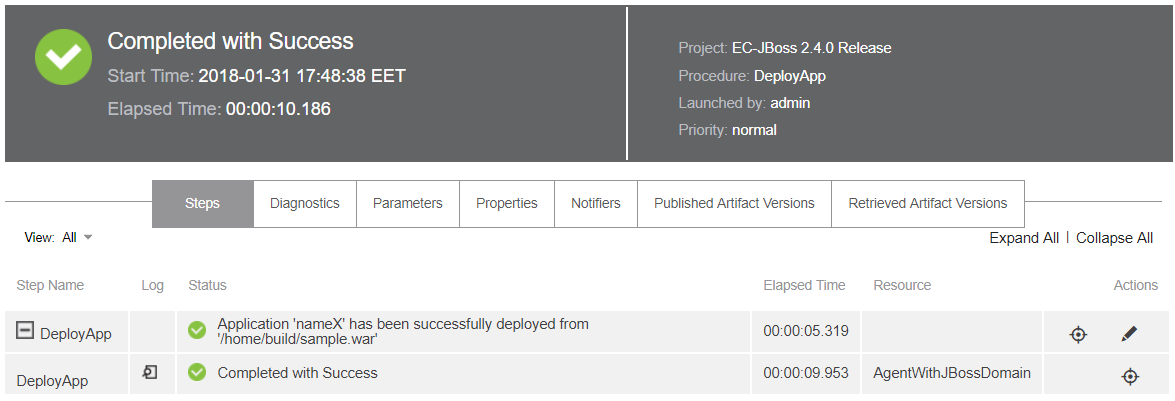 Completed with Success
Start Time: 2018-01-31 17:48:38 EET
Elapsed Time: 00:00:10.186
Project: EC-JBoss 2.4.0 Release
Procedure: DeployApp
Launched by: admin
Priority: normal
Steps Diagnostics Parameters Properties Notifiers Published Artifact Versions Retrieved Artifact Versions
View: All
Expand All | Collapse All
Step Name Log Status Elapsed Time Resource Actions
DeployApp Application 'nameX' has been successfully deployed from
'/home/build/sample.war' 00:00:05.319
DeployApp Completed with Success 00:00:09.953 AgentWithJBossDomain